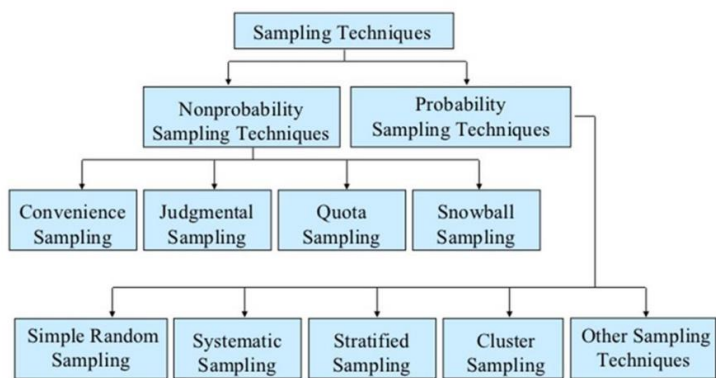 Sampling Techniques
Nonprobability
Sampling Techniques
Probability
Sampling Techniques
Convenience
Sampling
Judgmental
Sampling
Quota
Sampling
Snowball
Sampling
Simple Random
Sampling
Systematic
Sampling
Stratified
Sampling
Cluster
Sampling
Other Sampling
Techniques